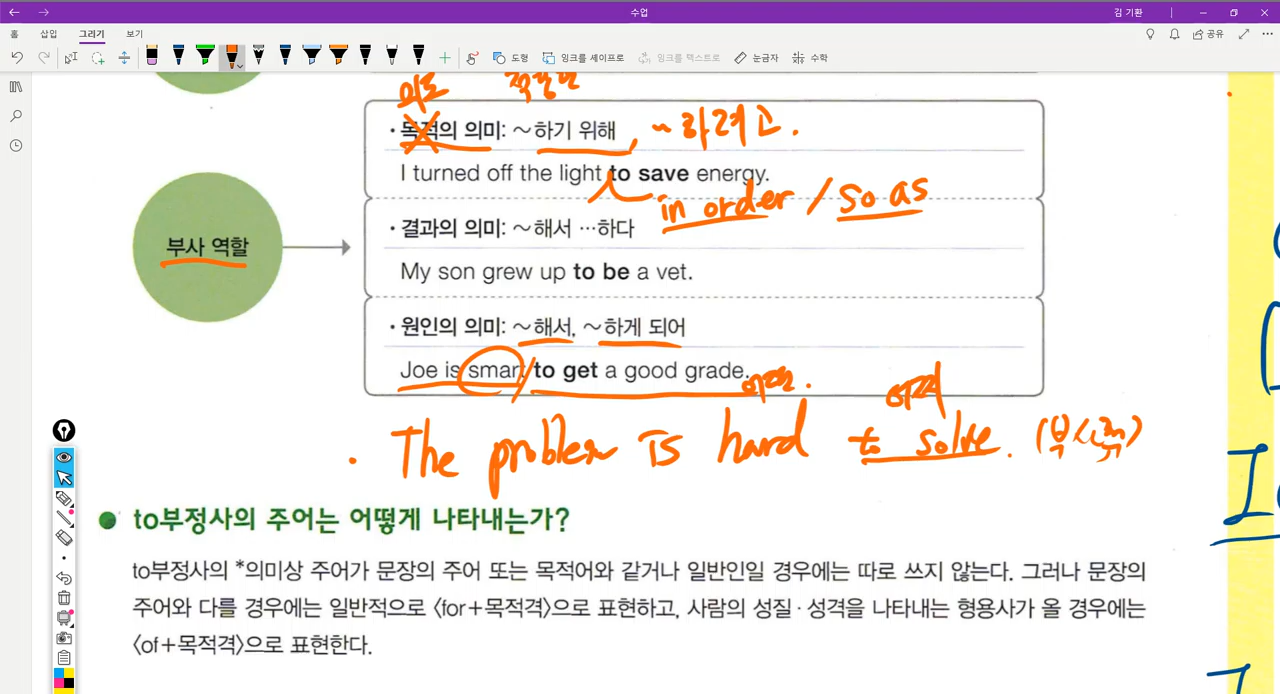 수업
김 기환
홈 삽입 그리기 보기
공유
도형 잉크를 셰이프로 잉크를 텍스트로 눈금자 수학
의도
· 목적의 의미: ~하기 위해, ~하려고.
I turned off the light to save energy.
in order / so as
부사 역할
· 결과의 의미: ~해서 …하다
My son grew up to be a vet.
· 원인의 의미: ~해서, ~하게 되어
Joe is smart / to get a good grade.
· The problem is hard to solve.
to부정사의 주어는 어떻게 나타내는가?
to부정사의 *의미상 주어가 문장의 주어 또는 목적어와 같거나 일반인일 경우에는 따로 쓰지 않는다. 그러나 문장의
주어와 다를 경우에는 일반적으로 〈for+목적격〉으로 표현하고, 사람의 성질·성격을 나타내는 형용사가 올 경우에는
〈of+목적격〉으로 표현한다.